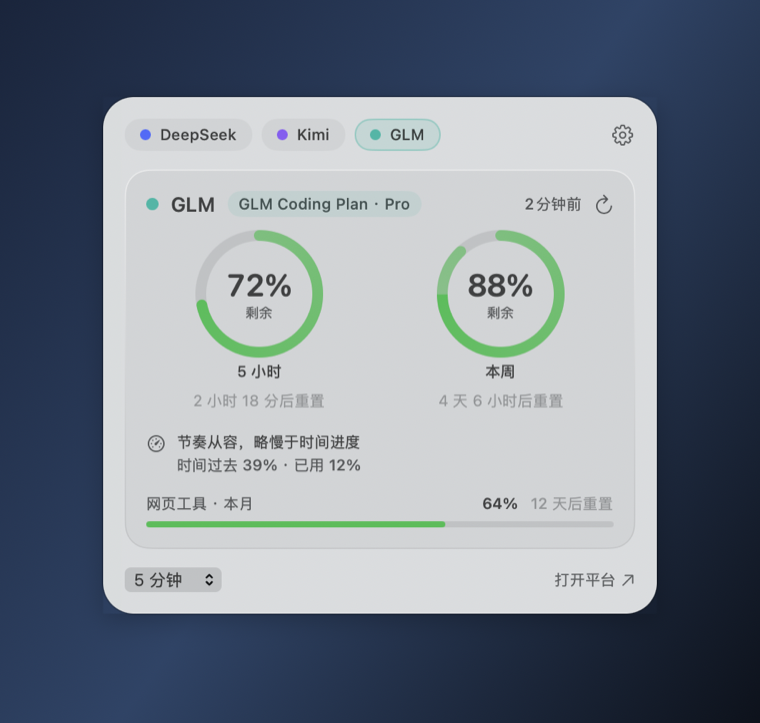 DeepSeek Kimi GLM
GLM GLM Coding Plan · Pro 2分钟前
72% 88%
剩余 剩余
5 小时 本周
2 小时 18 分后重置 4 天 6 小时后重置
节奏从容，略慢于时间进度
时间过去 39% · 已用 12%
网页工具 · 本月 64% 12 天后重置
5 分钟 打开平台